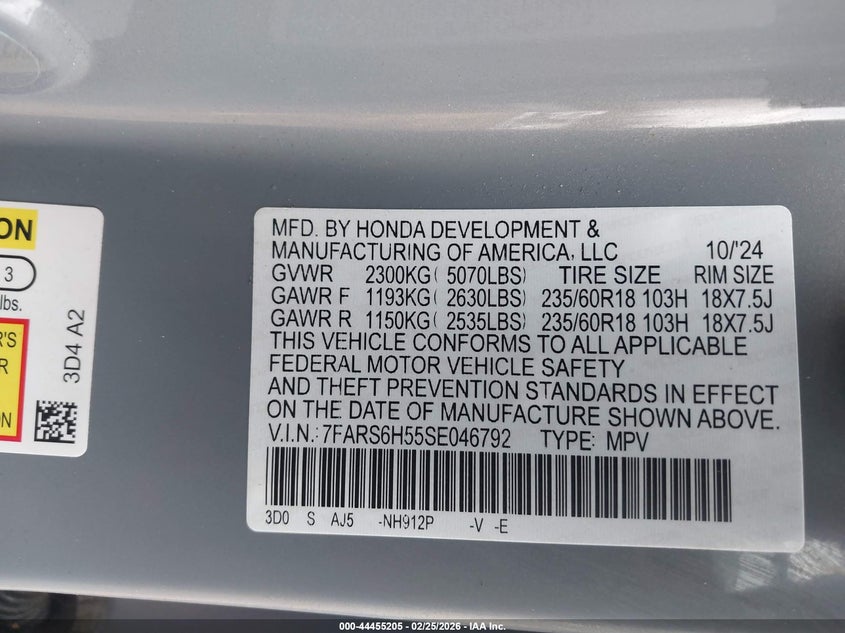 ON
3
lbs.
R'S
R
ON
3D4 A2
MFD. BY HONDA DEVELOPMENT &
MANUFACTURING OF AMERICA, LLC 10/'24
GVWR 2300KG( 5070LBS) TIRE SIZE RIM SIZE
GAWR F 1193KG( 2630LBS) 235/60R18 103H 18X7.5J
GAWR R 1150KG( 2535LBS) 235/60R18 103H 18X7.5J
THIS VEHICLE CONFORMS TO ALL APPLICABLE
FEDERAL MOTOR VEHICLE SAFETY
AND THEFT PREVENTION STANDARDS IN EFFECT
ON THE DATE OF MANUFACTURE SHOWN ABOVE.
V.I.N.:7FARS6H55SE046792 TYPE: MPV
3D0 S AJ5 -NH912P -V -E
000-44455205 - 02/25/2026 - IAA Inc.